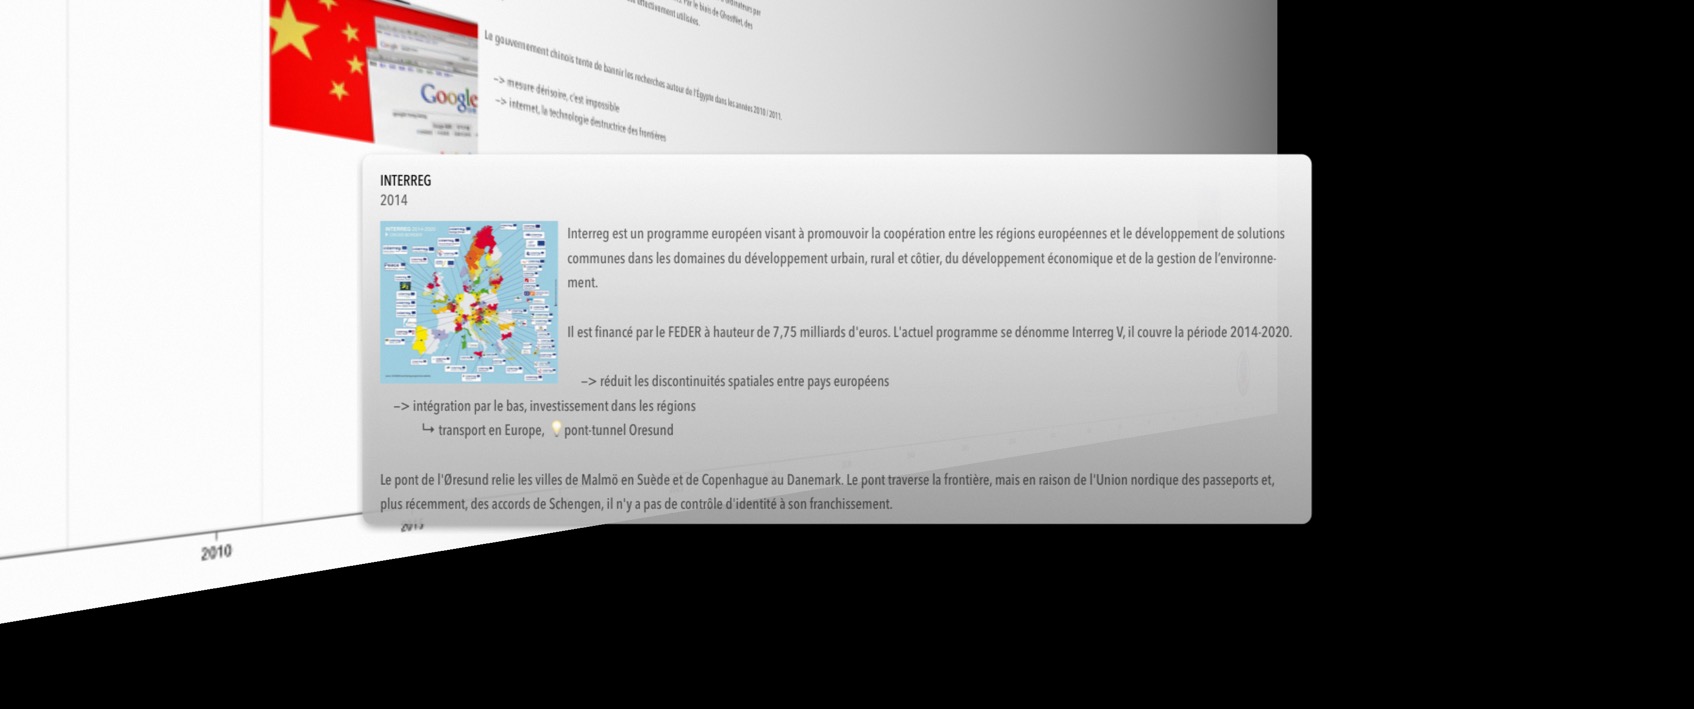 effectivement utilisées.
Par le biais de GhostNet, des
Le gouvernement chinois tente de bannir les recherches autour de l'Egypte dans les années 2010 / 2011.
–> mesure dérisoire, c'est impossible
–> internet, la technologie destructrice des frontières
Google
INTERREG
2014
INTERREG 2014-2020
Interreg est un programme européen visant à promouvoir la coopération entre les régions européennes et le développement de solutions
communes dans les domaines du développement urbain, rural et côtier, du développement économique et de la gestion de l'environne-
ment.
Il est financé par le FEDER à hauteur de 7,75 milliards d'euros. L'actuel programme se dénomme Interreg V, il couvre la période 2014-2020.
–> réduit les discontinuités spatiales entre pays européens
–> intégration par le bas, investissement dans les régions
↪ transport en Europe, 💡pont-tunnel Oresund
Le pont de l'Øresund relie les villes de Malmö en Suède et de Copenhague au Danemark. Le pont traverse la frontière, mais en raison de l'Union nordique des passeports et,
plus récemment, des accords de Schengen, il n'y a pas de contrôle d'identité à son franchissement.
2010